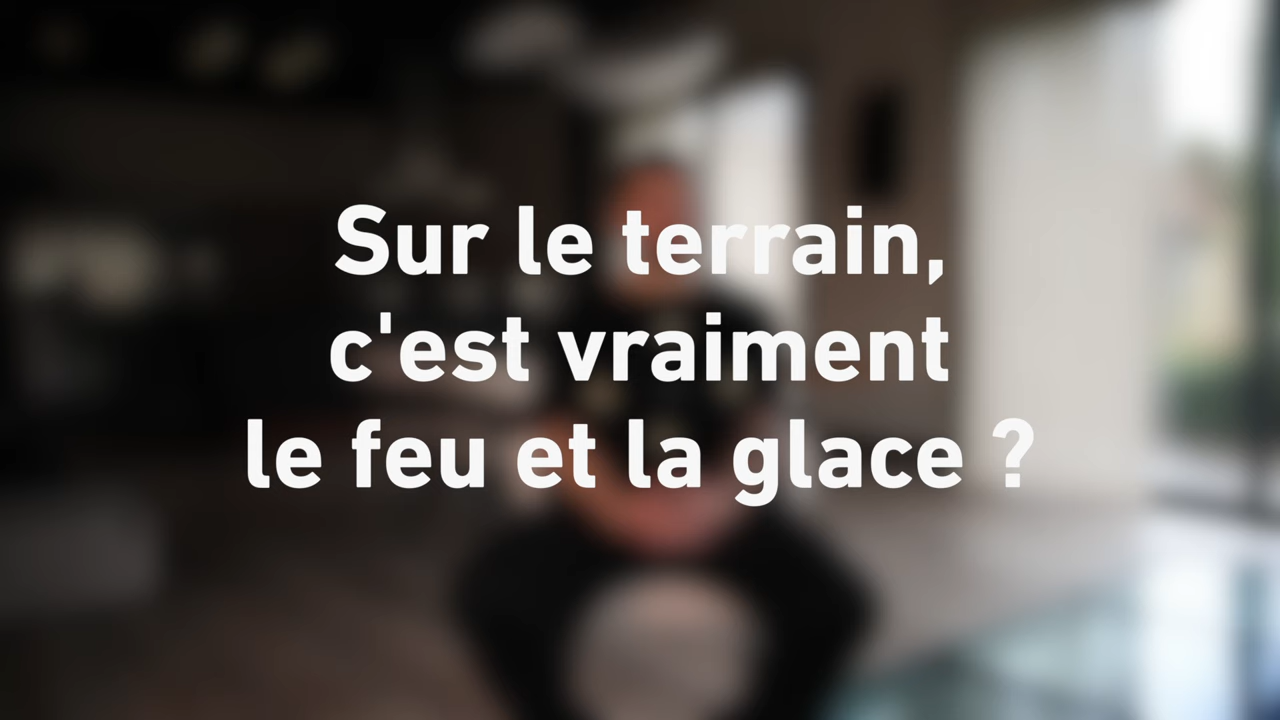 Sur le terrain,
c'est vraiment
le feu et la glace ?